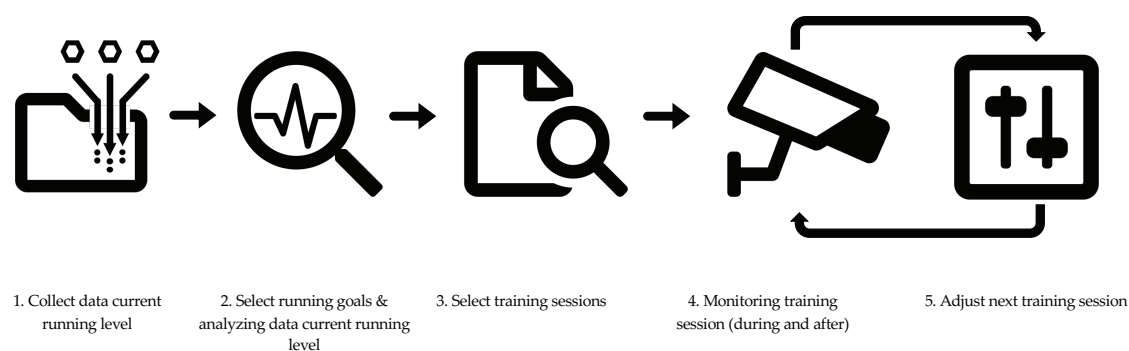 1. Collect data current
running level
2. Select running goals &
analyzing data current running
level
3. Select training sessions
4. Monitoring training
session (during and after)
5. Adjust next training session